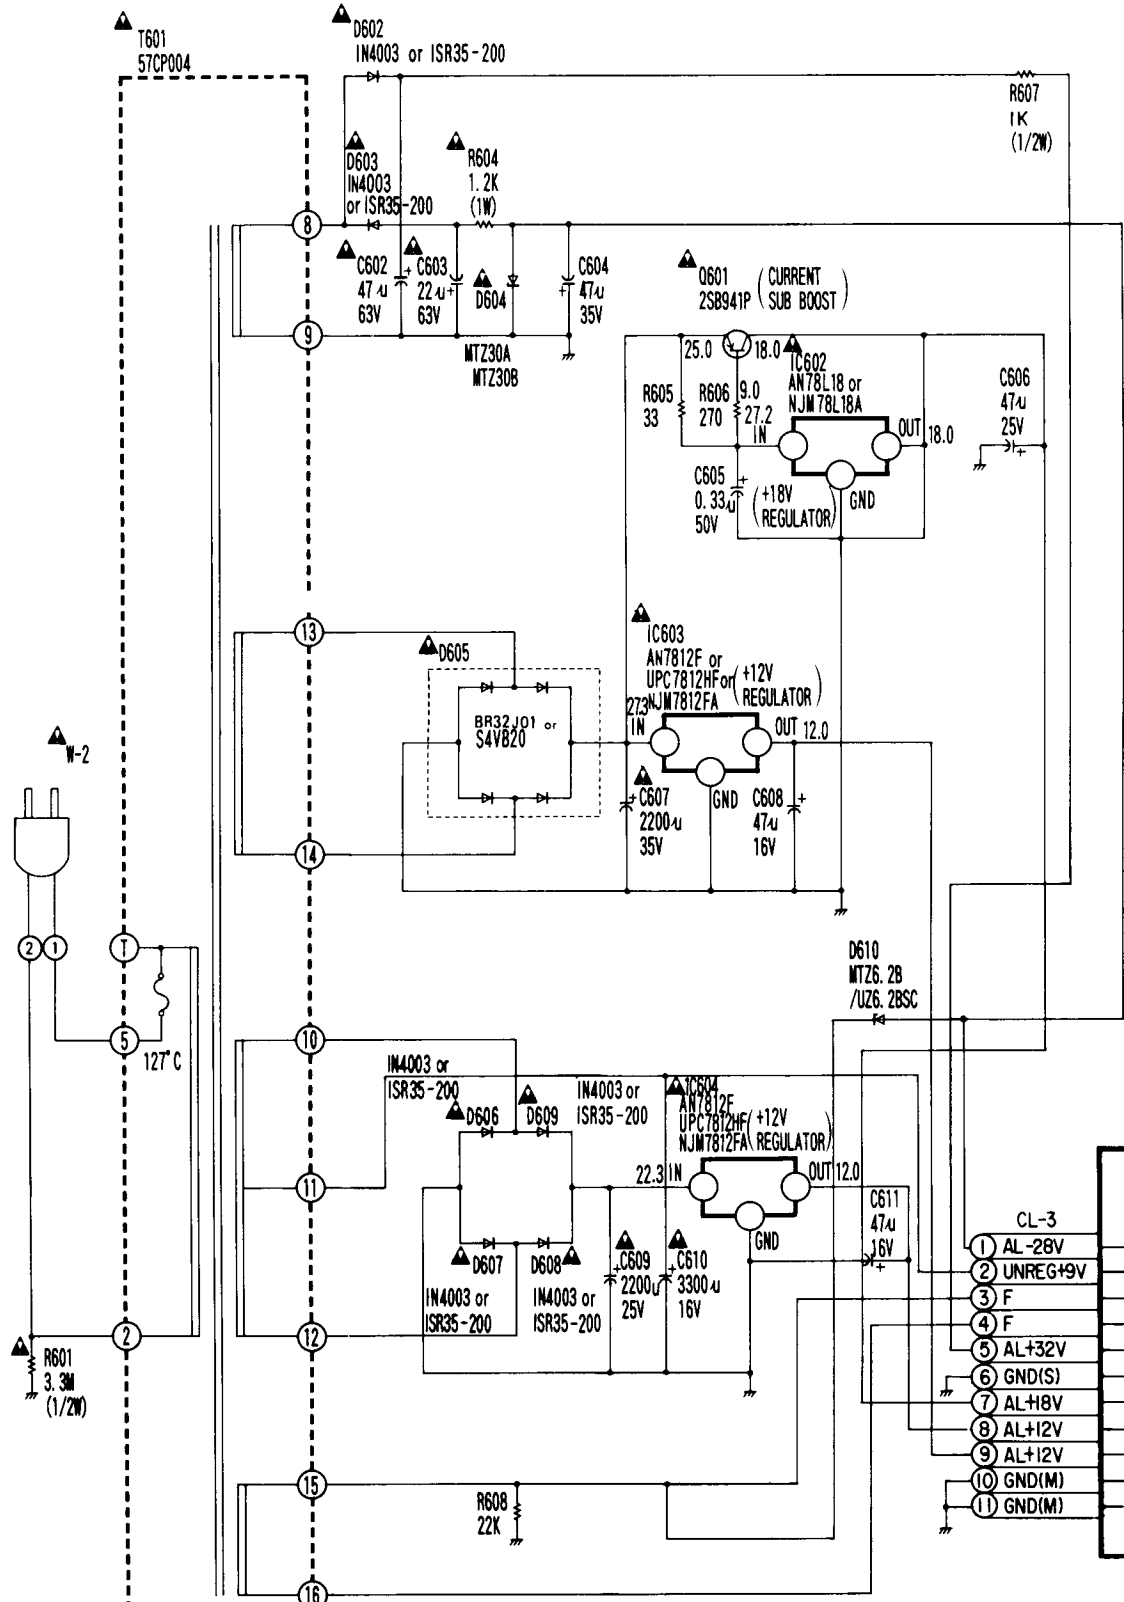 T601
57CP004
D602
IN4003 or ISR35-200
R607
1K
(1/2W)
D603
IN4003
or ISR35-200
R604
1.2K
(1W)
8
C602
47u
63V
C603
22u
63V
D604
C604
47u
35V
9
MTZ30A
MTZ30B
Q601
2SB941P
(CURRENT
SUB BOOST)
25.0
18.0
IC602
AN78L18 or
NJM78L18A
R605
33
R606
270
9.0
27.2
IN
OUT
18.0
GND
C606
47u
25V
C605
0.33u
50V
(+18V
REGULATOR)
13
D605
BR32J01 or
S4VB20
IC603
AN7812F or
UPC7812HF or
NJM7812FA
(+12V
REGULATOR)
27.3
IN
OUT 12.0
GND
C607
2200u
35V
C608
47u
16V
14
W-2
2
1
T
5
127°C
D610
MTZ6.2B
/UZ6.2BSC
10
IN4003 or
ISR35-200
D606
D609
IN4003 or
ISR35-200
IC604
AN7812F
UPC7812HF
NJM7812FA
(+12V
REGULATOR)
22.3 IN
OUT 12.0
GND
11
D607
D608
IN4003 or
ISR35-200
IN4003 or
ISR35-200
C609
2200u
25V
C610
3300u
16V
C611
47u
16V
12
2
R601
3.3M
(1/2W)
CL-3
1 AL-28V
2 UNREG+9V
3 F
4 F
5 AL+32V
6 GND(S)
7 AL+18V
8 AL+12V
9 AL+12V
10 GND(M)
11 GND(M)
15
R608
22K
16